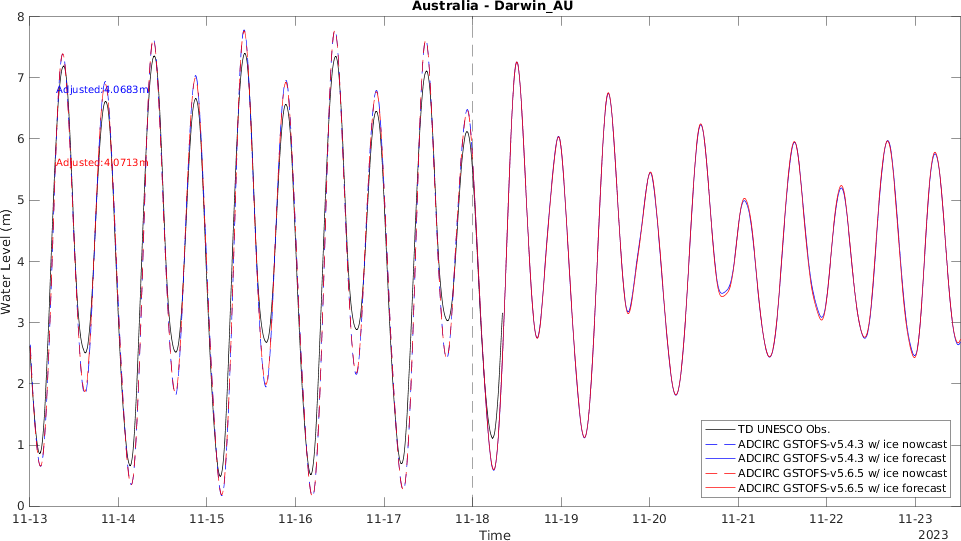 Australia - Darwin_AU
8
7
6
5
4
3
2
1
0
Water Level (m)
Adjusted:4.0683m
Adjusted:4.0713m
TD UNESCO Obs.
ADCIRC GSTOFS-v5.4.3 w/ ice nowcast
ADCIRC GSTOFS-v5.4.3 w/ ice forecast
ADCIRC GSTOFS-v5.6.5 w/ ice nowcast
ADCIRC GSTOFS-v5.6.5 w/ ice forecast
11-13 11-14 11-15 11-16 11-17 11-18 11-19 11-20 11-21 11-22 11-23
Time
2023